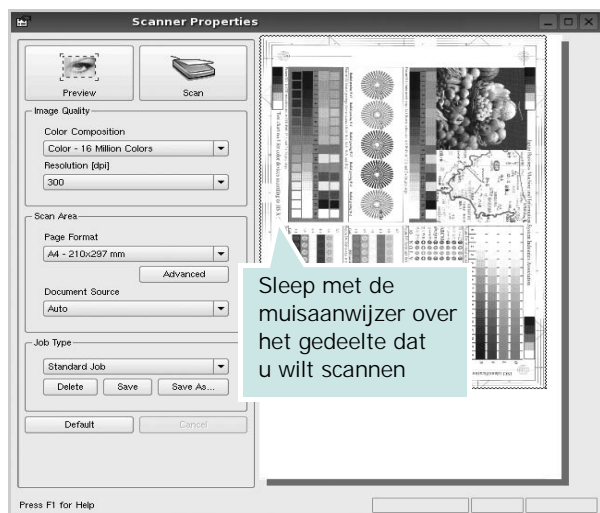 Scanner Properties
Preview
Scan
Image Quality
Color Composition
Color - 16 Million Colors
Resolution [dpi]
300
Scan Area
Page Format
A4 - 210x297 mm
Advanced
Document Source
Auto
Job Type
Standard Job
Delete
Save
Save As...
Default
Cancel
Press F1 for Help
Sleep met de
muisaanwijzer over
het gedeelte dat
u wilt scannen